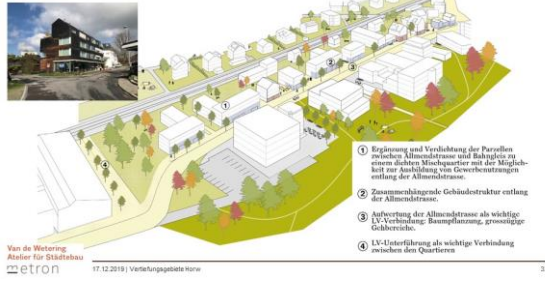 2
3
1
4
1 Ergänzung und Verdichtung der Parzellen
zwischen Allmendstrasse und Bahngleis zu
einem dichten Mischquartier mit der Möglich-
keit zur Ausbildung von Gewerbenutzungen
entlang der Allmendstrasse.
2 Zusammenhängende Gebäudestruktur entlang
der Allmendstrasse.
3 Aufwertung der Allmendstrasse als wichtige
LV-Verbindung: Baumpflanzung, grosszügige
Gehbereiche.
4 LV-Unterführung als wichtige Verbindung
zwischen den Quartieren
Van de Wetering
Atelier für Städtebau
metron
17.12.2019 | Vertiefungsgebiete Horw
3